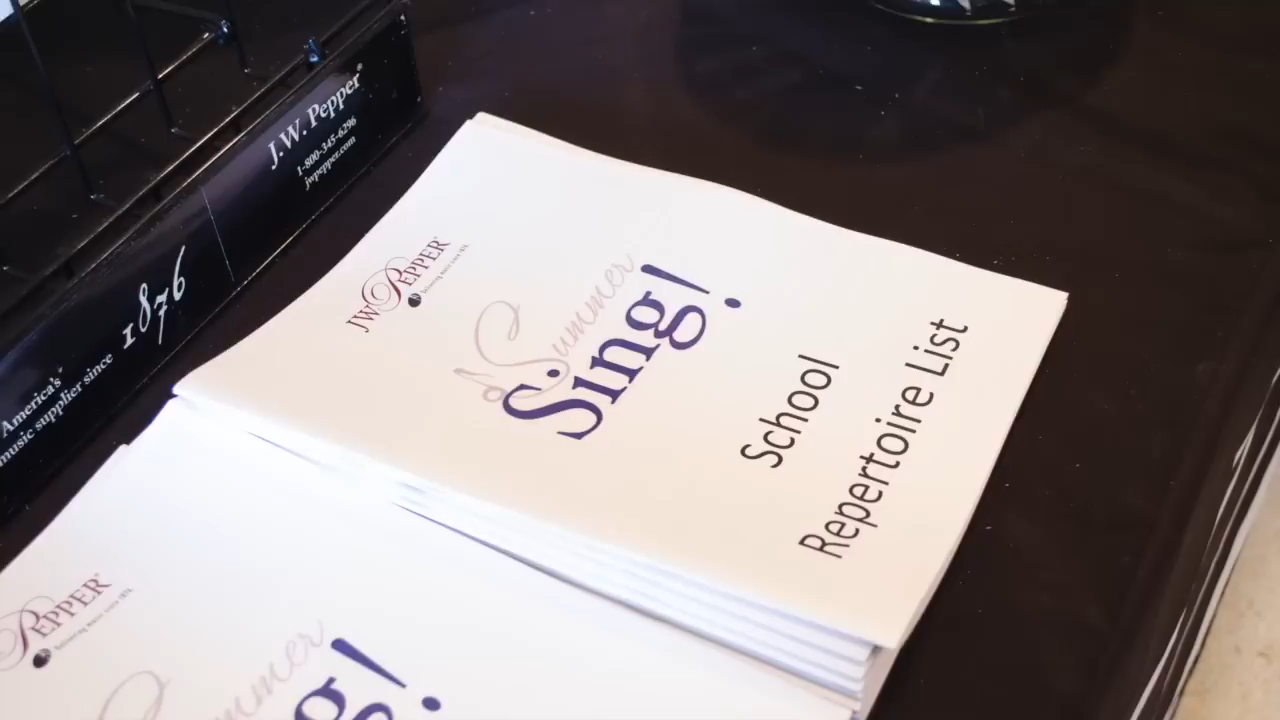 J.W. Pepper®
1-800-345-6296
jwpepper.com
1876
America's
music supplier since
JW PEPPER®
Summer
Sing!
School
Repertoire List
PEPPER®
Summer
g!